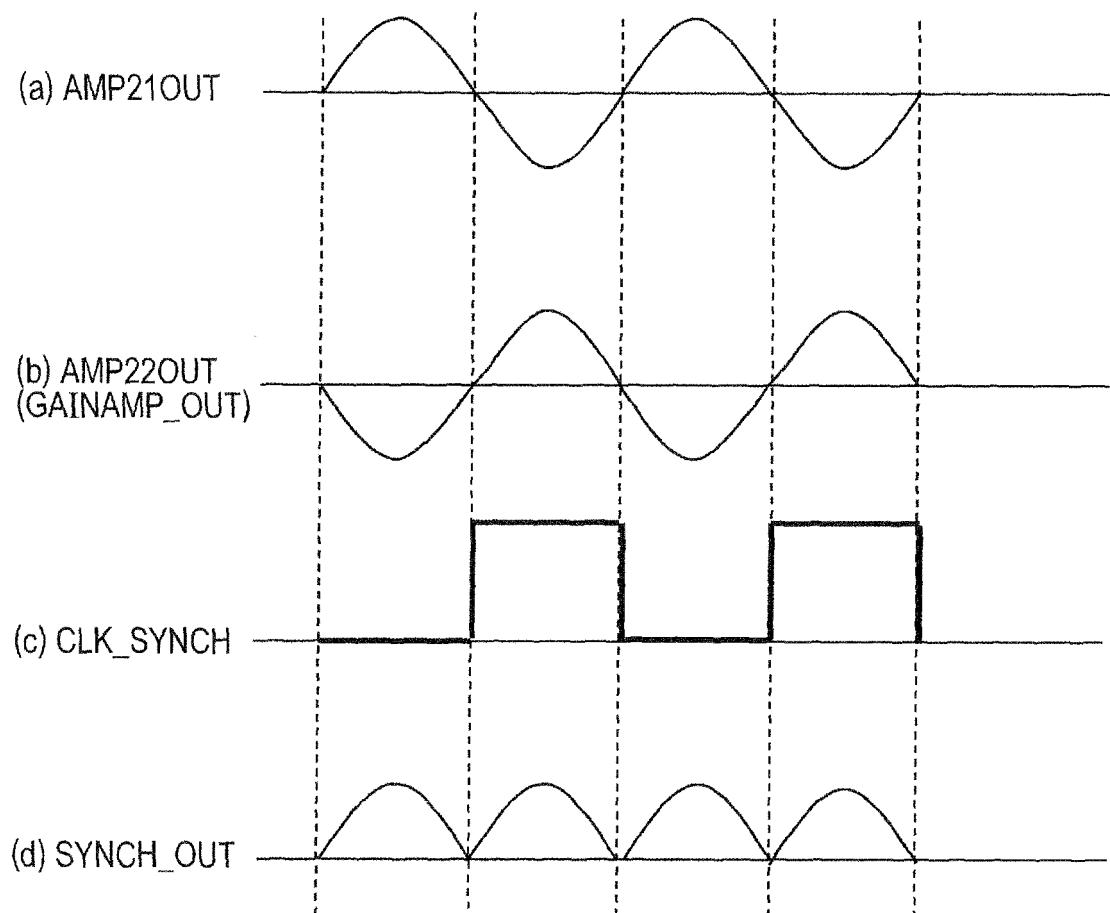 (a) AMP21OUT
(b) AMP22OUT
(GAINAMP_OUT)
(c) CLK_SYNCH
(d) SYNCH_OUT